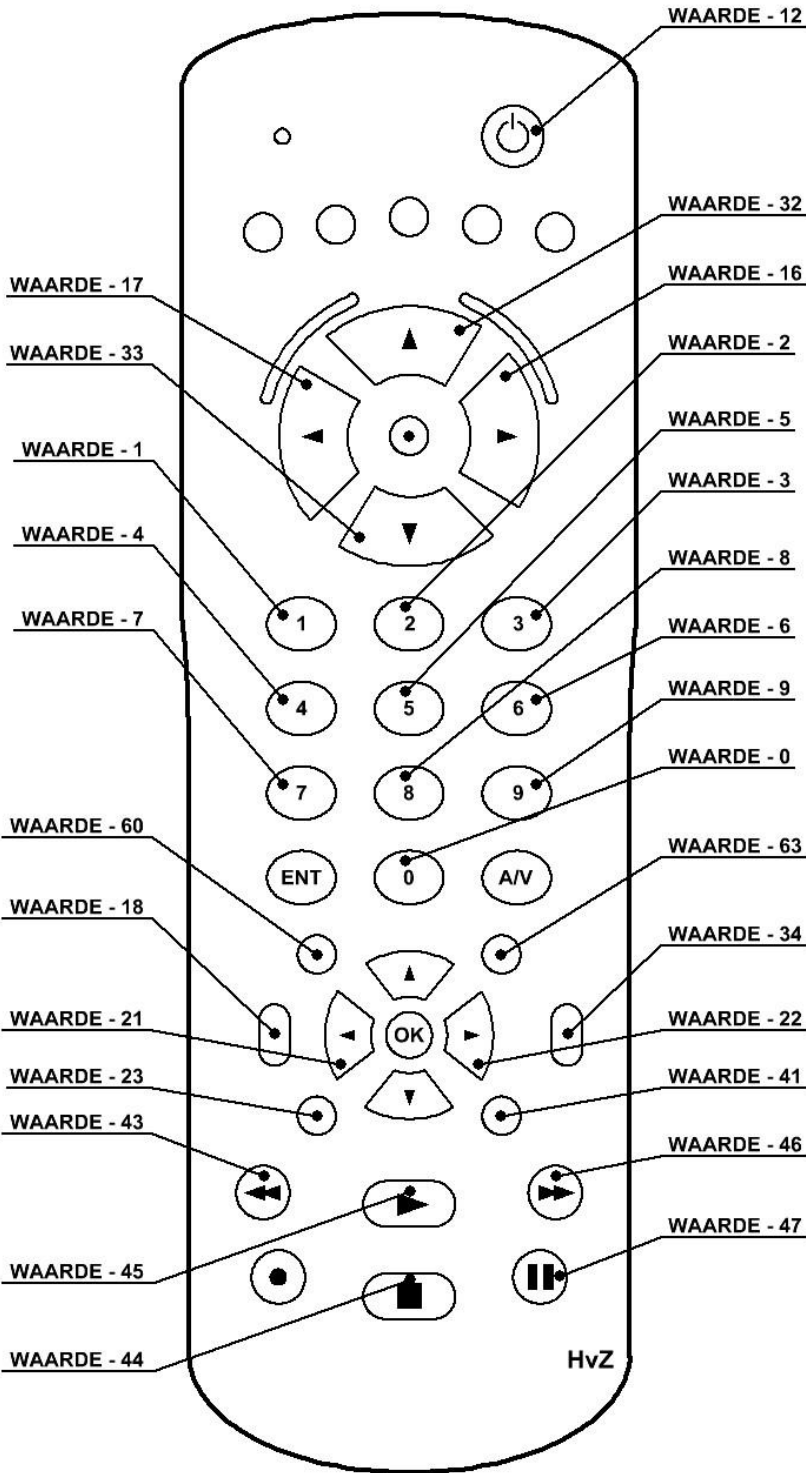 WAARDE - 12
WAARDE - 32
WAARDE - 17
WAARDE - 16
WAARDE - 33
WAARDE - 2
WAARDE - 5
WAARDE - 1
WAARDE - 3
WAARDE - 4
WAARDE - 8
WAARDE - 7
WAARDE - 6
1 2 3
WAARDE - 9
4 5 6
WAARDE - 0
7 8 9
WAARDE - 60
WAARDE - 63
ENT 0 A/V
WAARDE - 18
WAARDE - 34
WAARDE - 21
OK
WAARDE - 22
WAARDE - 23
WAARDE - 41
WAARDE - 43
WAARDE - 46
WAARDE - 47
WAARDE - 45
WAARDE - 44
HvZ